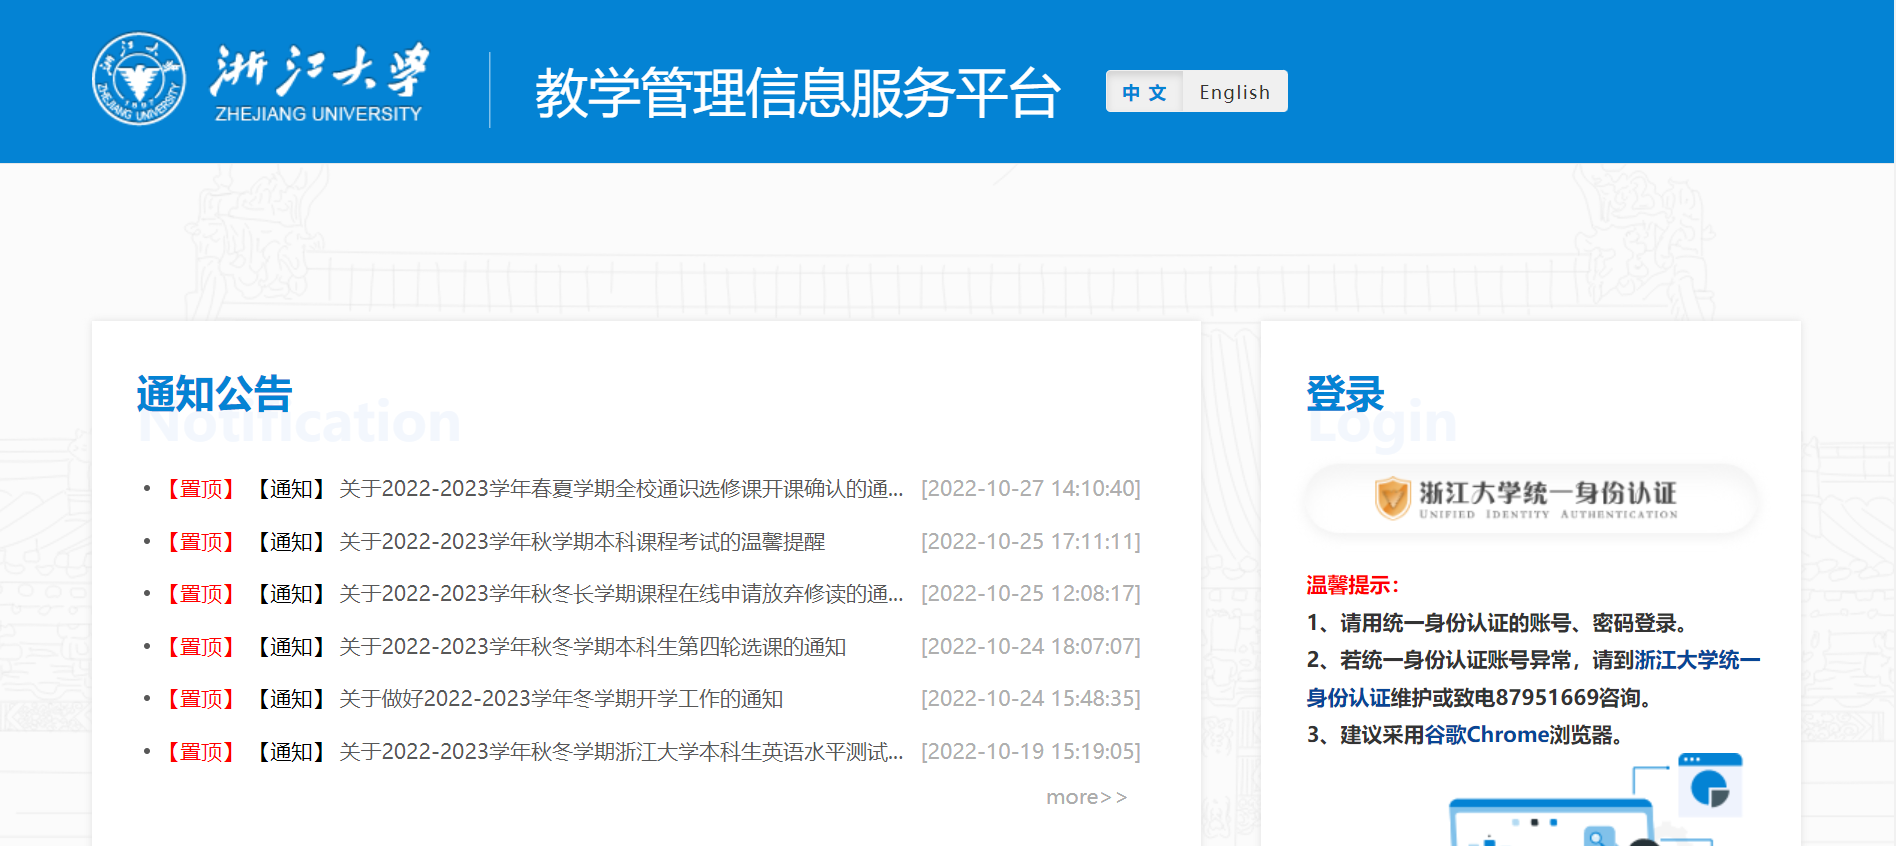 浙江大学
ZHEJIANG UNIVERSITY
教学管理信息服务平台
中文 English
通知公告
Notification
• 【置顶】 【通知】 关于2022-2023学年春夏学期全校通识选修课开课确认的通... [2022-10-27 14:10:40]
• 【置顶】 【通知】 关于2022-2023学年秋学期本科课程考试的温馨提醒 [2022-10-25 17:11:11]
• 【置顶】 【通知】 关于2022-2023学年秋冬长学期课程在线申请放弃修读的通... [2022-10-25 12:08:17]
• 【置顶】 【通知】 关于2022-2023学年秋冬学期本科生第四轮选课的通知 [2022-10-24 18:07:07]
• 【置顶】 【通知】 关于做好2022-2023学年冬学期开学工作的通知 [2022-10-24 15:48:35]
• 【置顶】 【通知】 关于2022-2023学年秋冬学期浙江大学本科生英语水平测试... [2022-10-19 15:19:05]
more>>
登录
Login
浙江大学统一身份认证
UNIFIED IDENTITY AUTHENTICATION
温馨提示：
1、请用统一身份认证的账号、密码登录。
2、若统一身份认证账号异常，请到浙江大学统一
身份认证维护或致电87951669咨询。
3、建议采用谷歌Chrome浏览器。